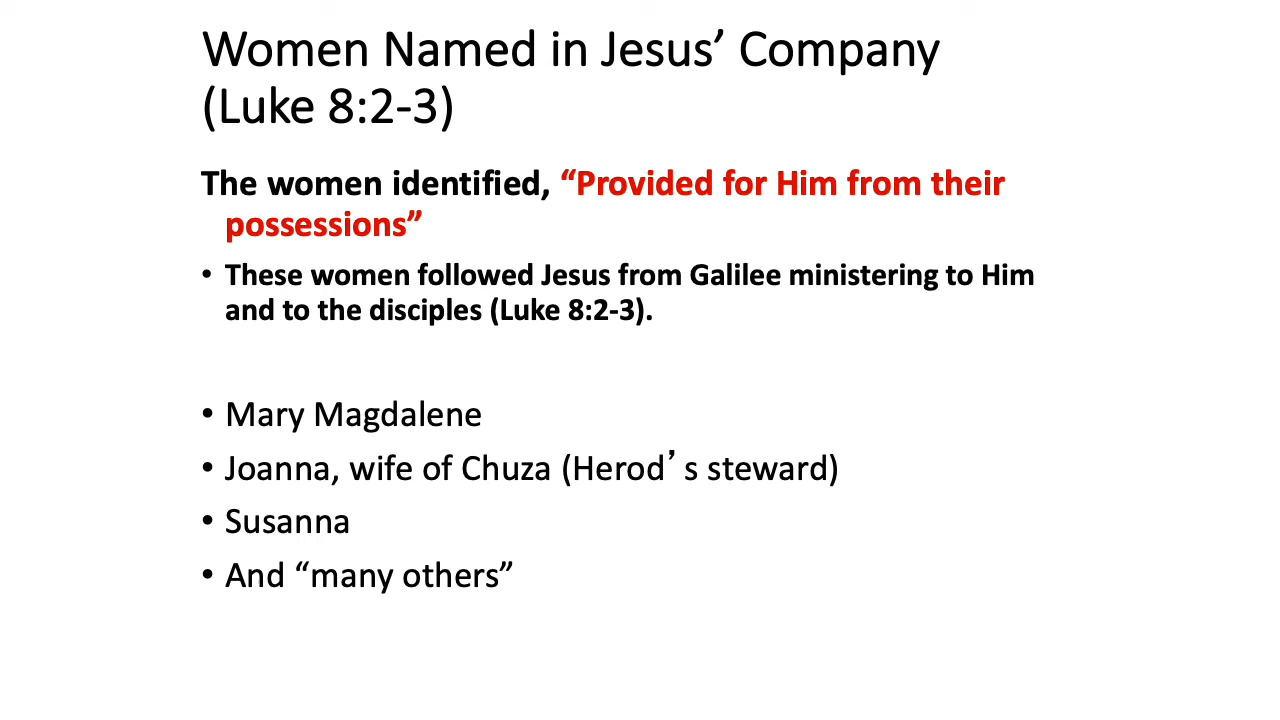 Women Named in Jesus’ Company
(Luke 8:2-3)
The women identified, “Provided for Him from their
possessions”
• These women followed Jesus from Galilee ministering to Him
and to the disciples (Luke 8:2-3).
• Mary Magdalene
• Joanna, wife of Chuza (Herod’s steward)
• Susanna
• And “many others”